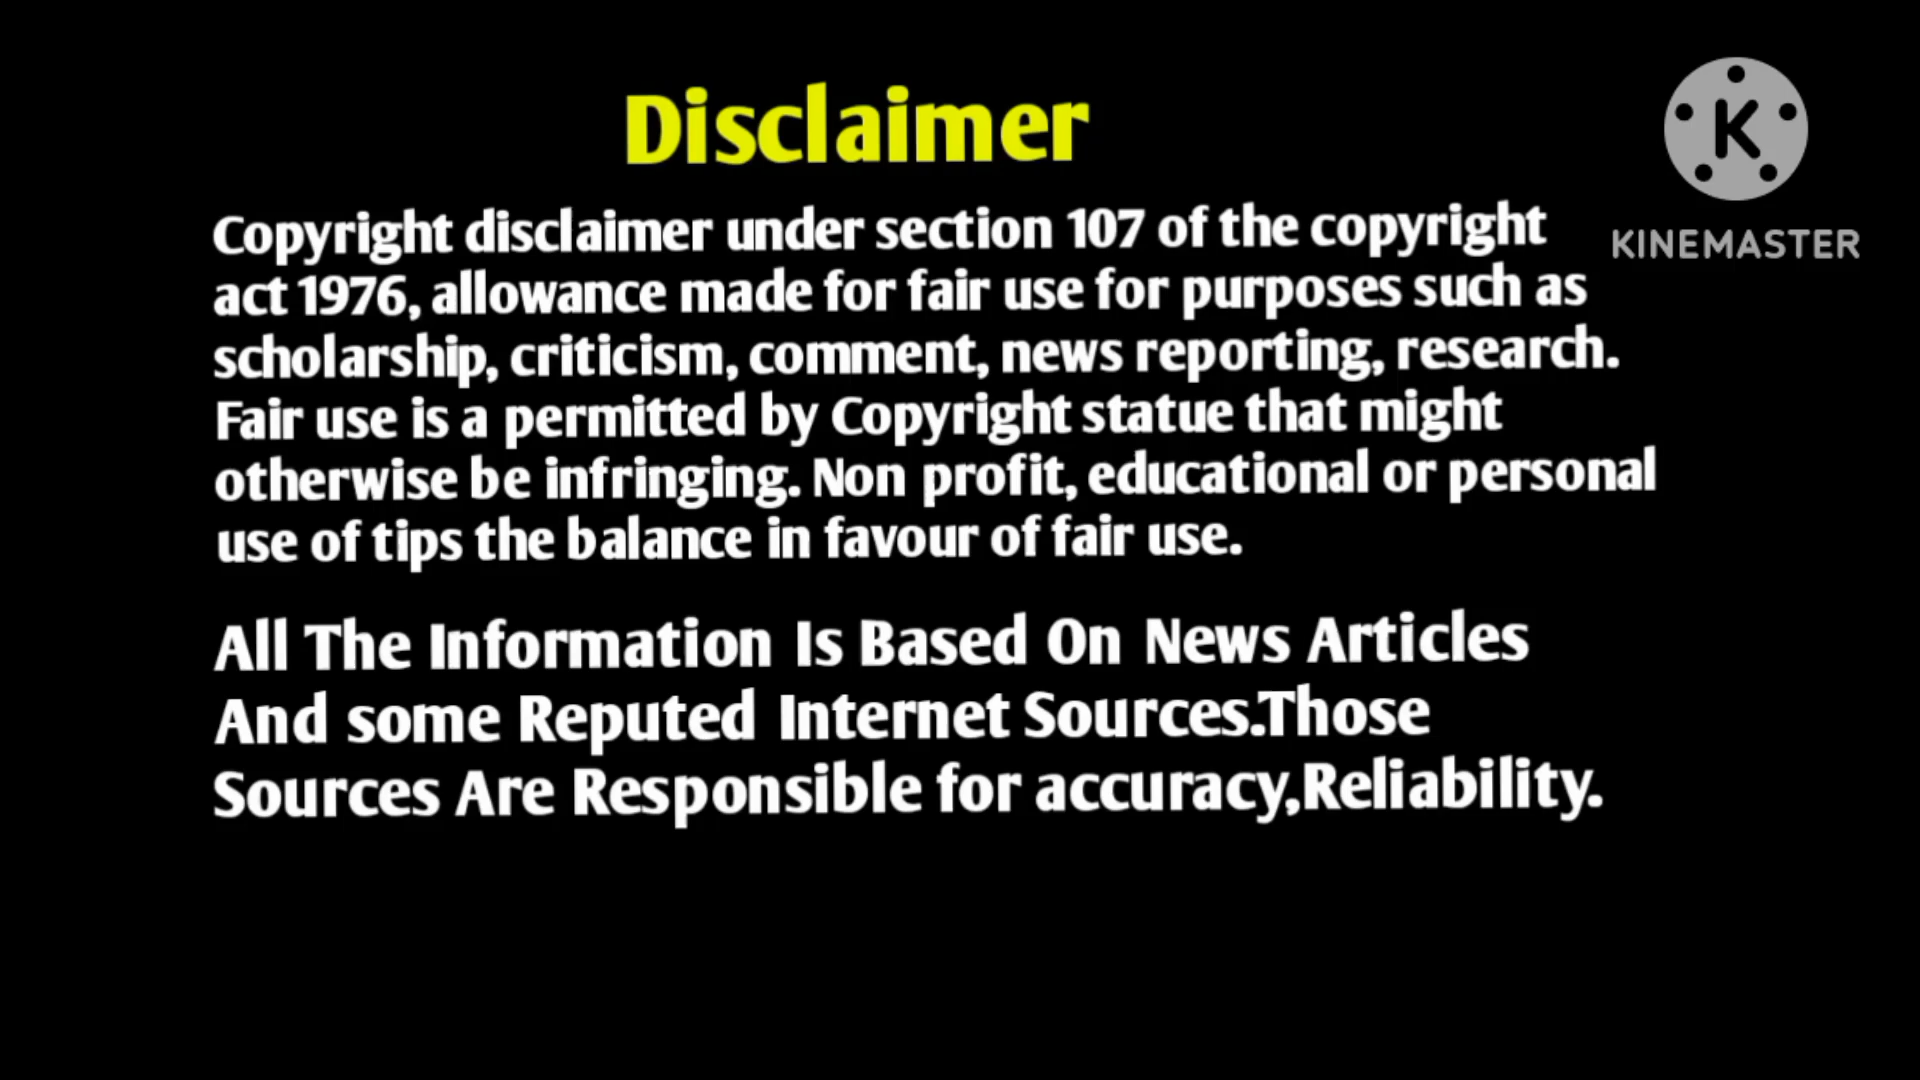 Disclaimer
K
KINEMASTER
Copyright disclaimer under section 107 of the copyright
act 1976, allowance made for fair use for purposes such as
scholarship, criticism, comment, news reporting, research.
Fair use is a permitted by Copyright statue that might
otherwise be infringing. Non profit, educational or personal
use of tips the balance in favour of fair use.
All The Information Is Based On News Articles
And some Reputed Internet Sources.Those
Sources Are Responsible for accuracy,Reliability.